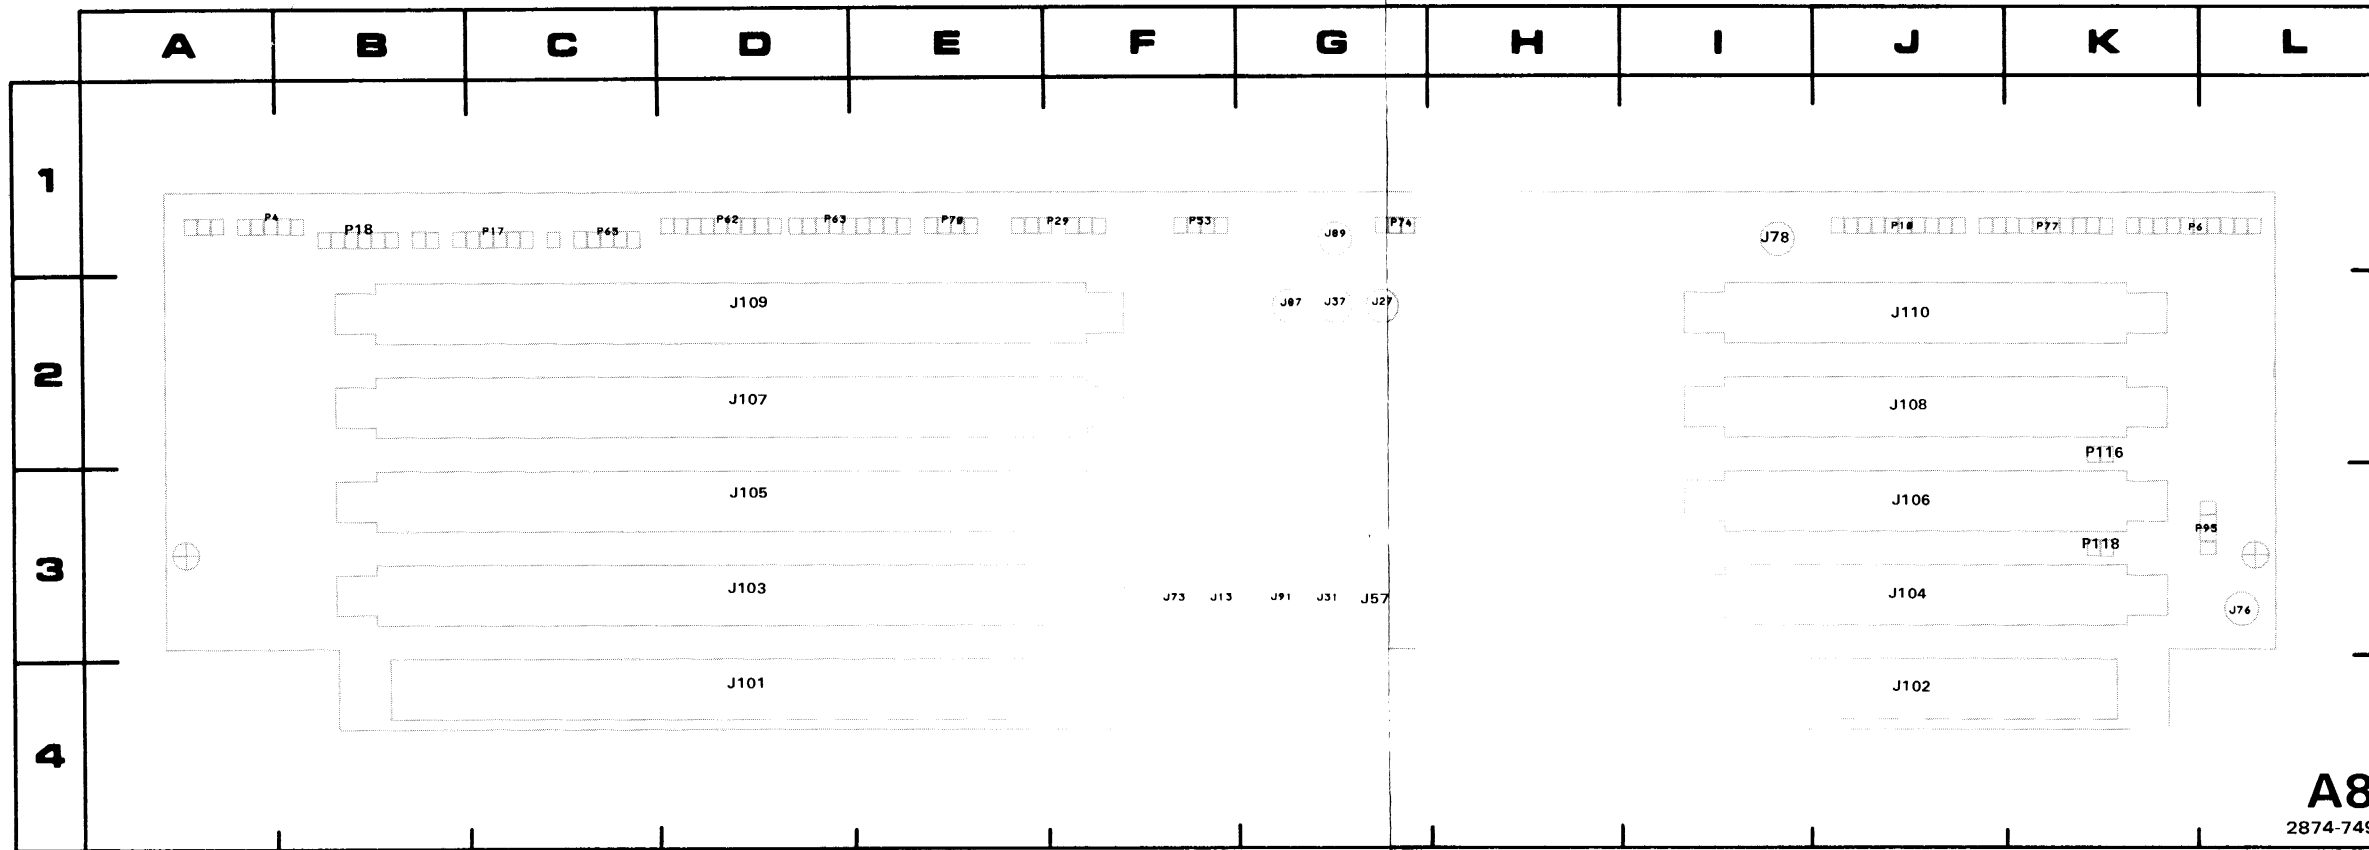 A B C D E F G H I J K L
1
P4 P18 P17 P65 P62 P63 P70 P29 P53 J89 P74 J78 P10 P77 P6
J109 J87 J37 J27 J110
2
J107 J108
P116
J105 J106
P95
P118
3
J103 J73 J13 J91 J31 J57 J104 J76
J101 J102
4
A8
2874-749